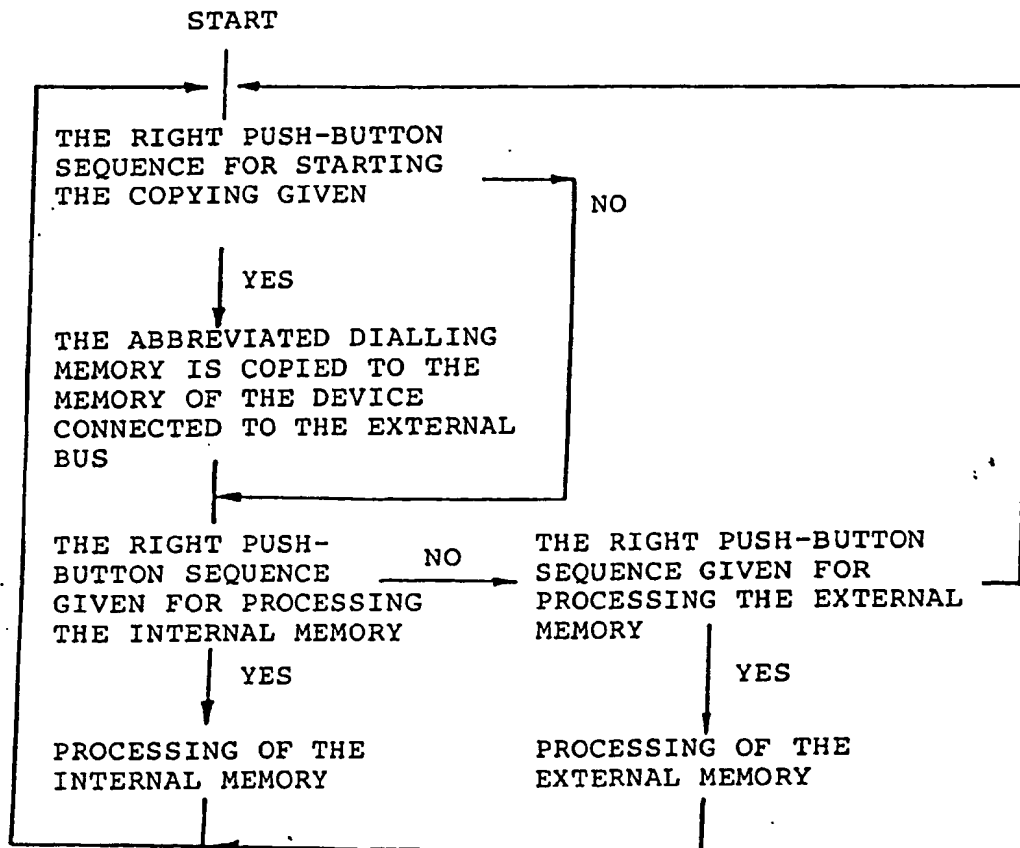 START
THE RIGHT PUSH-BUTTON
SEQUENCE FOR STARTING
THE COPYING GIVEN
NO
YES
THE ABBREVIATED DIALLING
MEMORY IS COPIED TO THE
MEMORY OF THE DEVICE
CONNECTED TO THE EXTERNAL
BUS
THE RIGHT PUSH-
BUTTON SEQUENCE
GIVEN FOR PROCESSING
THE INTERNAL MEMORY
NO
THE RIGHT PUSH-BUTTON
SEQUENCE GIVEN FOR
PROCESSING THE EXTERNAL
MEMORY
YES
YES
PROCESSING OF THE
INTERNAL MEMORY
PROCESSING OF THE
EXTERNAL MEMORY